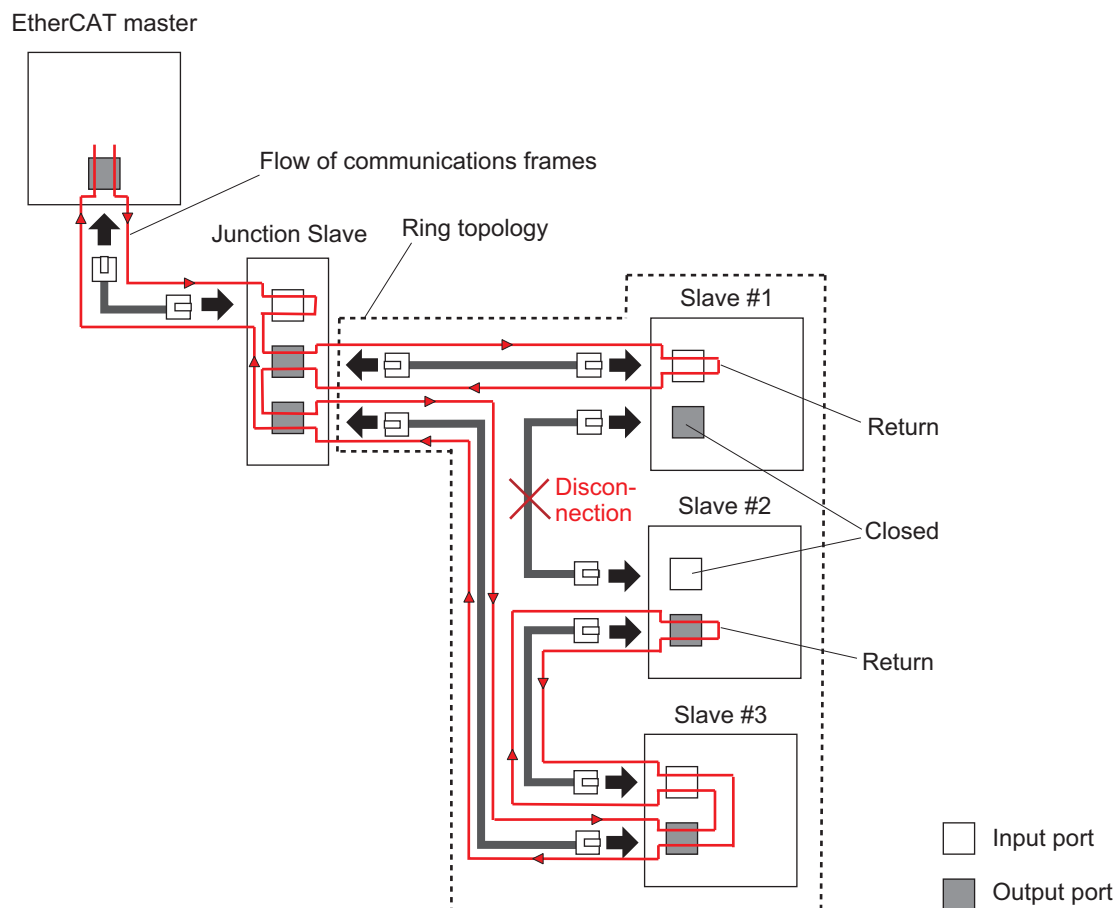 EtherCAT master
Flow of communications frames
Junction Slave
Ring topology
Slave #1
Return
Discon-
nection
Slave #2
Closed
Return
Slave #3
Input port
Output port